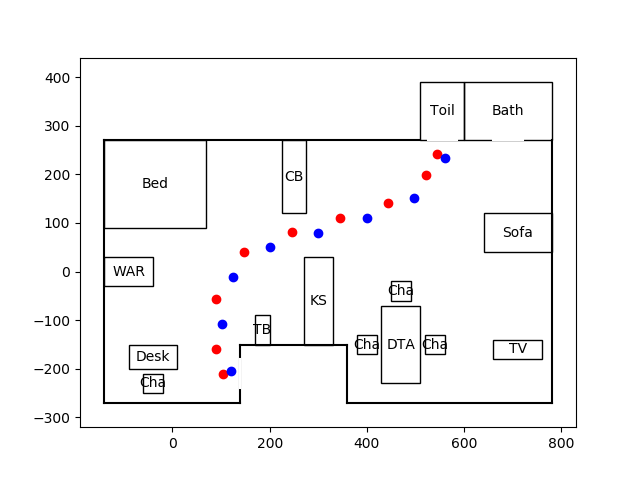 400
300
200
100
0
−100
−200
−300
0
200
400
600
800
Toil
Bath
Bed
CB
Sofa
WAR
KS
Cha
TB
Cha
DTA
Cha
TV
Desk
Cha